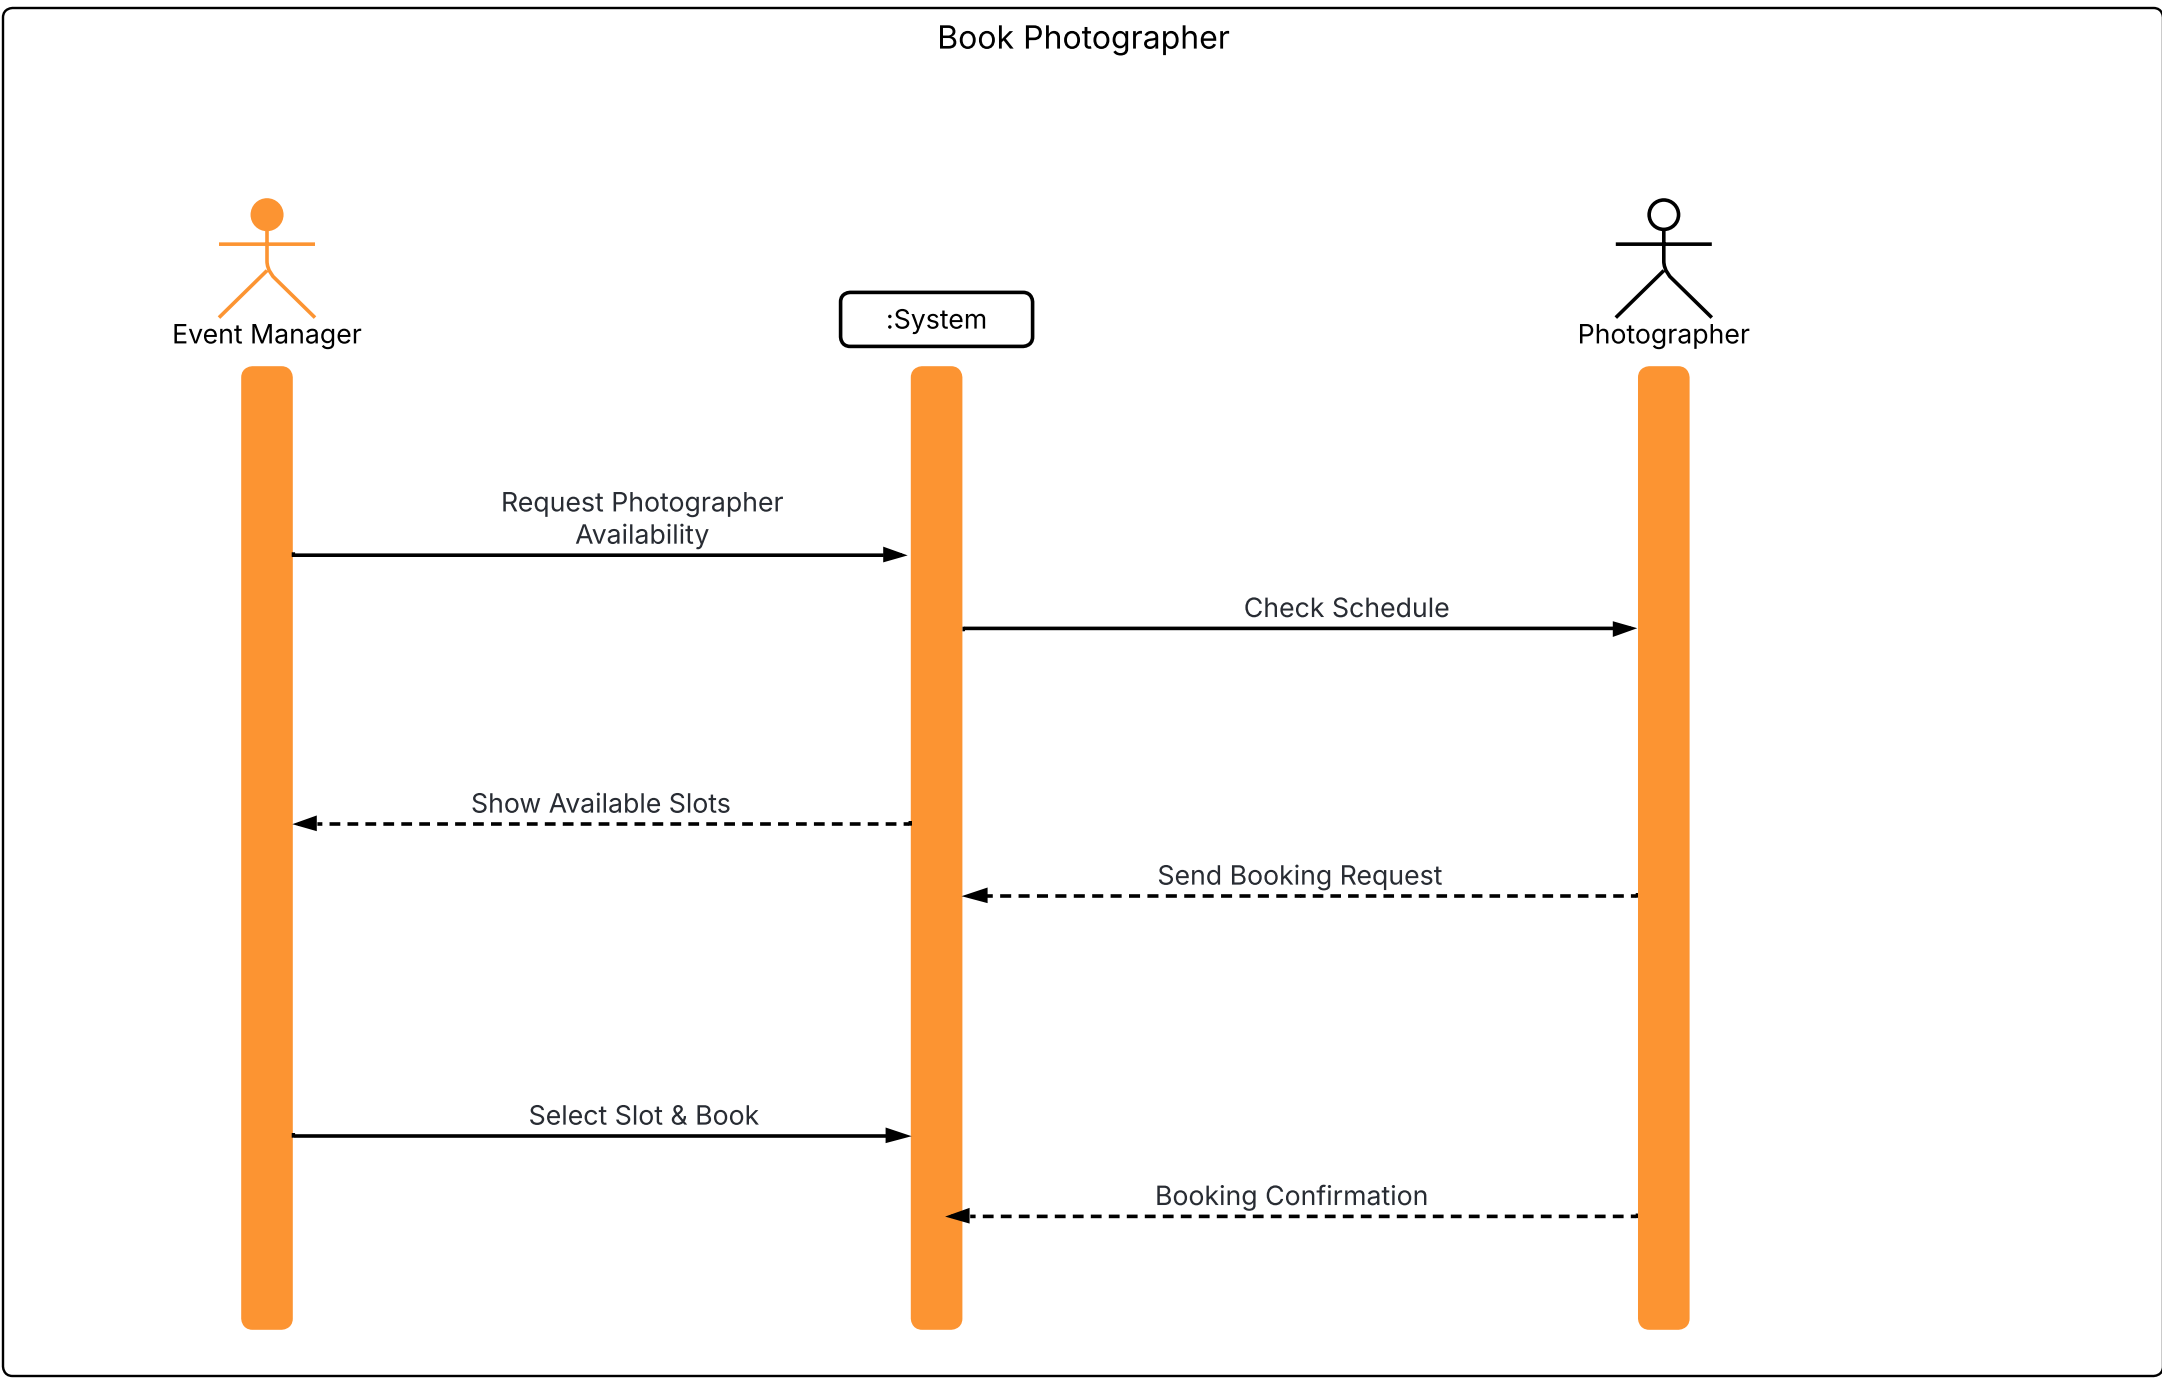 Book Photographer
Event Manager
:System
Photographer
Request Photographer
Availability
Check Schedule
Show Available Slots
Send Booking Request
Select Slot & Book
Booking Confirmation